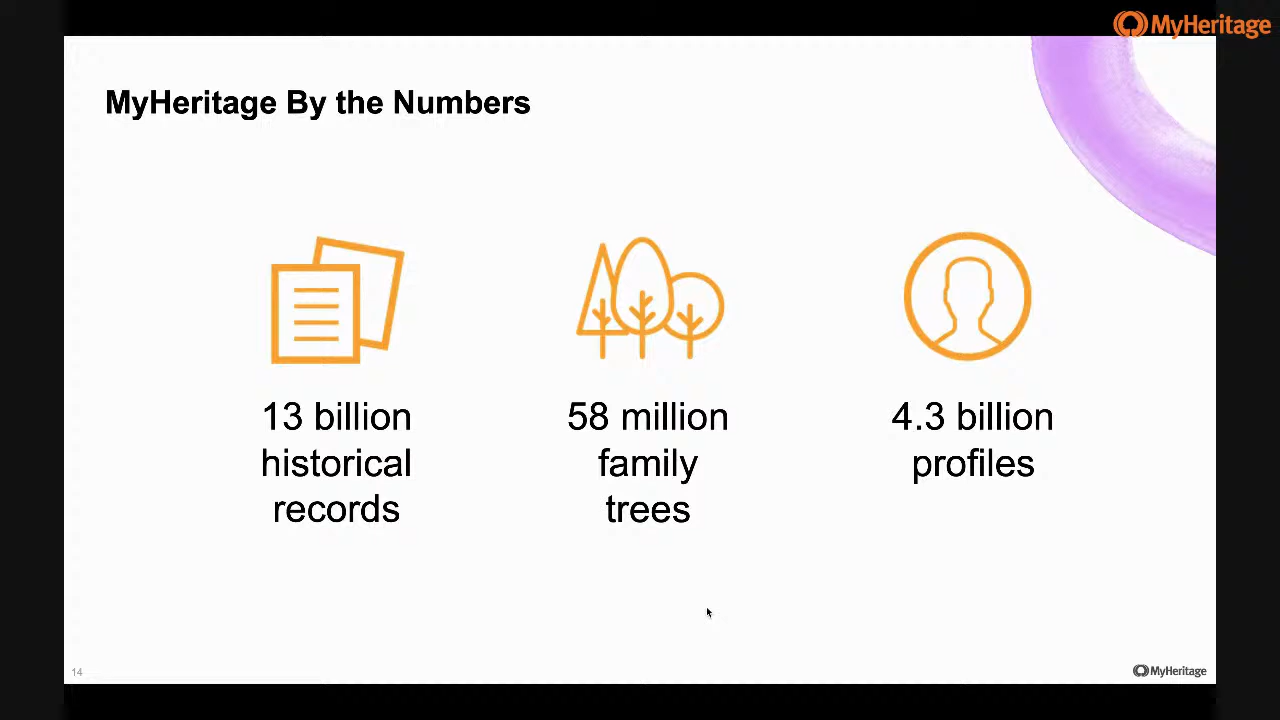 MyHeritage
MyHeritage By the Numbers
13 billion
historical
records
58 million
family
trees
4.3 billion
profiles
14
MyHeritage